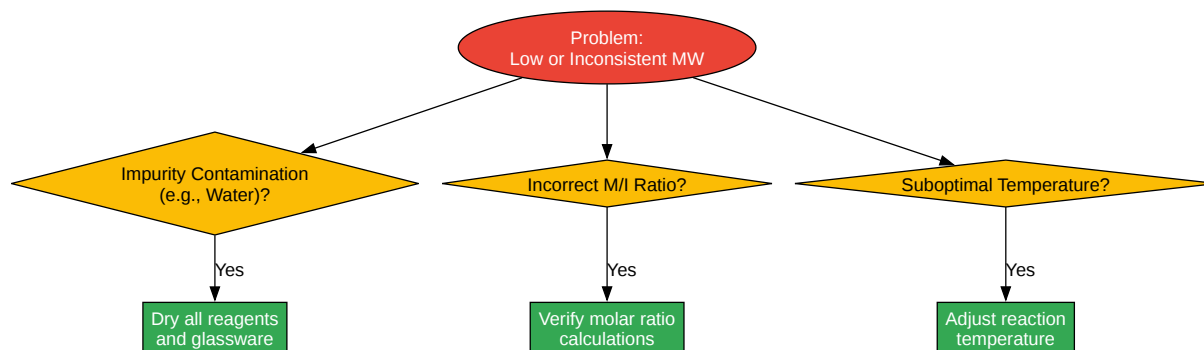 Problem:
Low or Inconsistent MW
Impurity Contamination
(e.g., Water)?
Incorrect M/I Ratio?
Suboptimal Temperature?
Yes
Yes
Yes
Dry all reagents
and glassware
Verify molar ratio
calculations
Adjust reaction
temperature